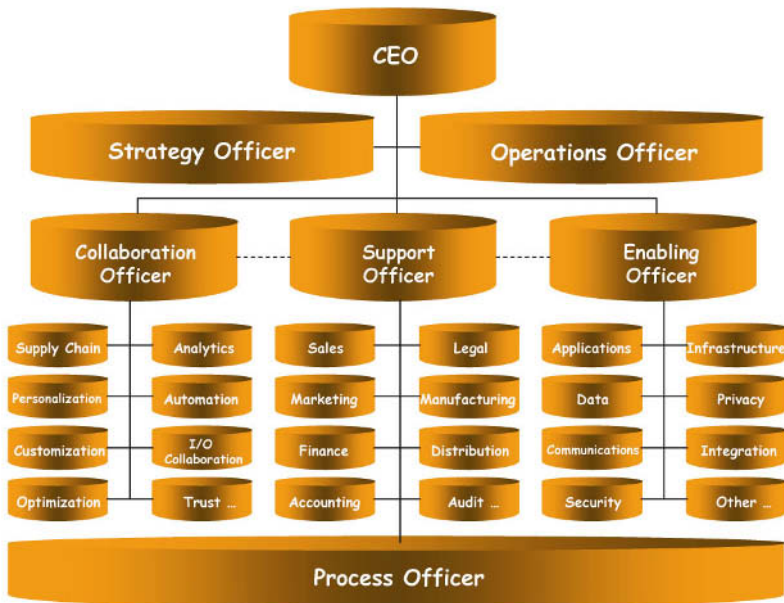 CEO
Strategy Officer
Operations Officer
Collaboration
Officer
Support
Officer
Enabling
Officer
Supply Chain
Analytics
Sales
Legal
Applications
Infrastructure
Personalization
Automation
Marketing
Manufacturing
Data
Privacy
Customization
I/O
Collaboration
Finance
Distribution
Communications
Integration
Optimization
Trust ...
Accounting
Audit ...
Security
Other ...
Process Officer